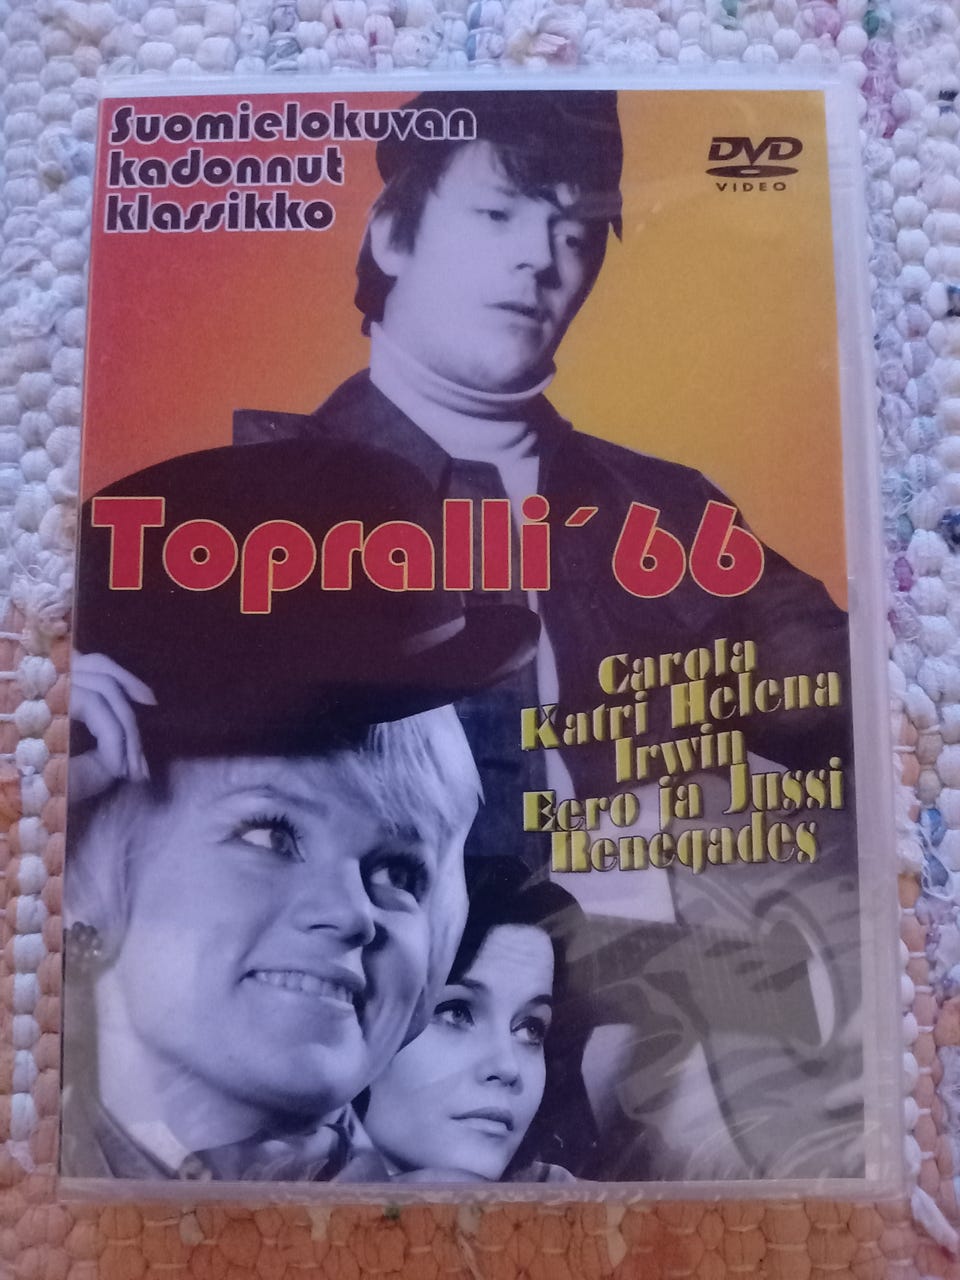 Suomielokuvan
kadonnut
klassikko
DVD
VIDEO
Topralli ´66
Carola
Katri Helena
Irwin
Eero ja Jussi
Renegades